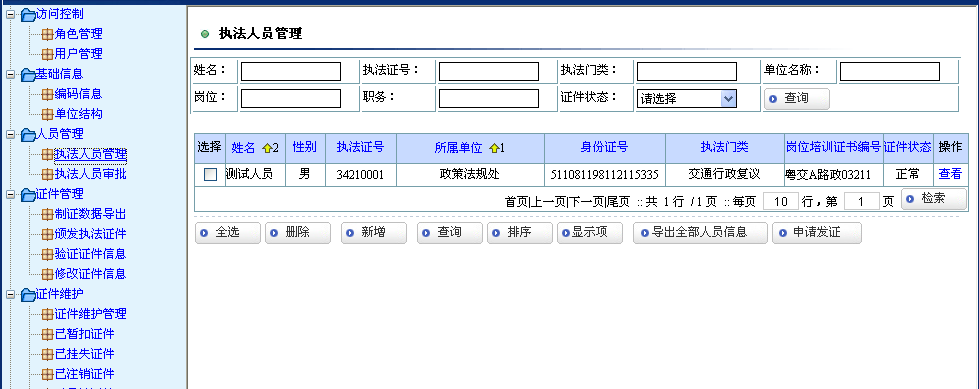 访问控制
角色管理
用户管理
基础信息
编码信息
单位结构
人员管理
执法人员管理
执法人员审批
证件管理
制证数据导出
颁发执法证件
验证证件信息
修改证件信息
证件维护
证件维护管理
已暂扣证件
已挂失证件
已注销证件
执法人员管理
姓名： 执法证号： 执法门类： 单位名称：
岗位： 职务： 证件状态： 请选择 查询
选择 姓名 2 性别 执法证号 所属单位 1 身份证号 执法门类 岗位培训证书编号 证件状态 操作
测试人员 男 34210001 政策法规处 511081198112115335 交通行政复议 粤交A路政03211 正常 查看
首页|上一页|下一页|尾页 :: 共 1 行 /1 页 :: 每页 10 行，第 1 页 检索
全选 删除 新增 查询 排序 显示项 导出全部人员信息 申请发证